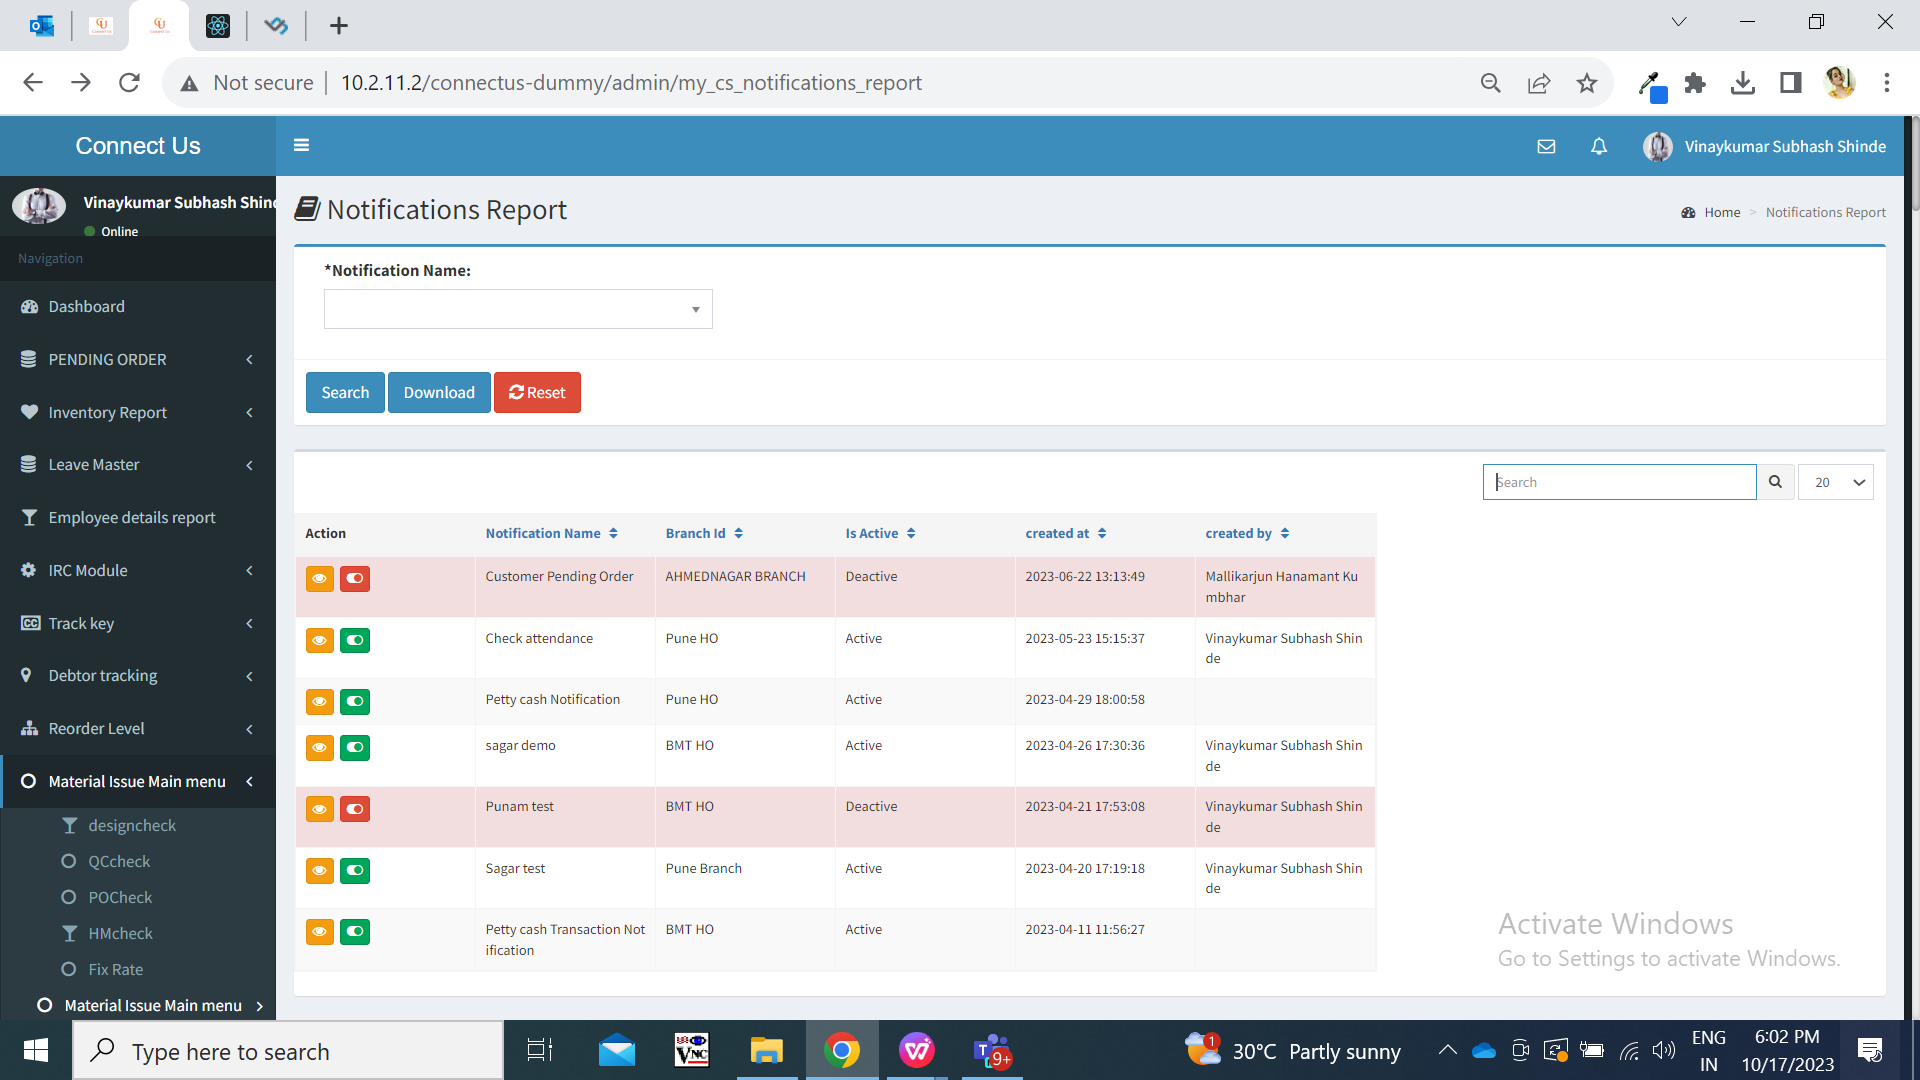 Not secure
10.2.11.2/connectus-dummy/admin/my_cs_notifications_report
Connect Us
Vinaykumar Subhash Shinde
Vinaykumar Subhash Shin
Online
Navigation
Dashboard
PENDING ORDER
Inventory Report
Leave Master
Employee details report
IRC Module
Track key
Debtor tracking
Reorder Level
Material Issue Main menu
designcheck
QCcheck
POCheck
HMcheck
Fix Rate
Material Issue Main menu
Notifications Report
Home > Notifications Report
*Notification Name:
Search Download Reset
Search 20
Action Notification Name Branch Id Is Active created at created by
Customer Pending Order AHMEDNAGAR BRANCH Deactive 2023-06-22 13:13:49 Mallikarjun Hanamant Ku
mbhar
Check attendance Pune HO Active 2023-05-23 15:15:37 Vinaykumar Subhash Shin
de
Petty cash Notification Pune HO Active 2023-04-29 18:00:58
sagar demo BMT HO Active 2023-04-26 17:30:36 Vinaykumar Subhash Shin
de
Punam test BMT HO Deactive 2023-04-21 17:53:08 Vinaykumar Subhash Shin
de
Sagar test Pune Branch Active 2023-04-20 17:19:18 Vinaykumar Subhash Shin
de
Petty cash Transaction Not BMT HO Active 2023-04-11 11:56:27
ification
Activate Windows
Go to Settings to activate Windows.
Type here to search
VNC
9+
1
30°C Partly sunny
ENG
IN
6:02 PM
10/17/2023